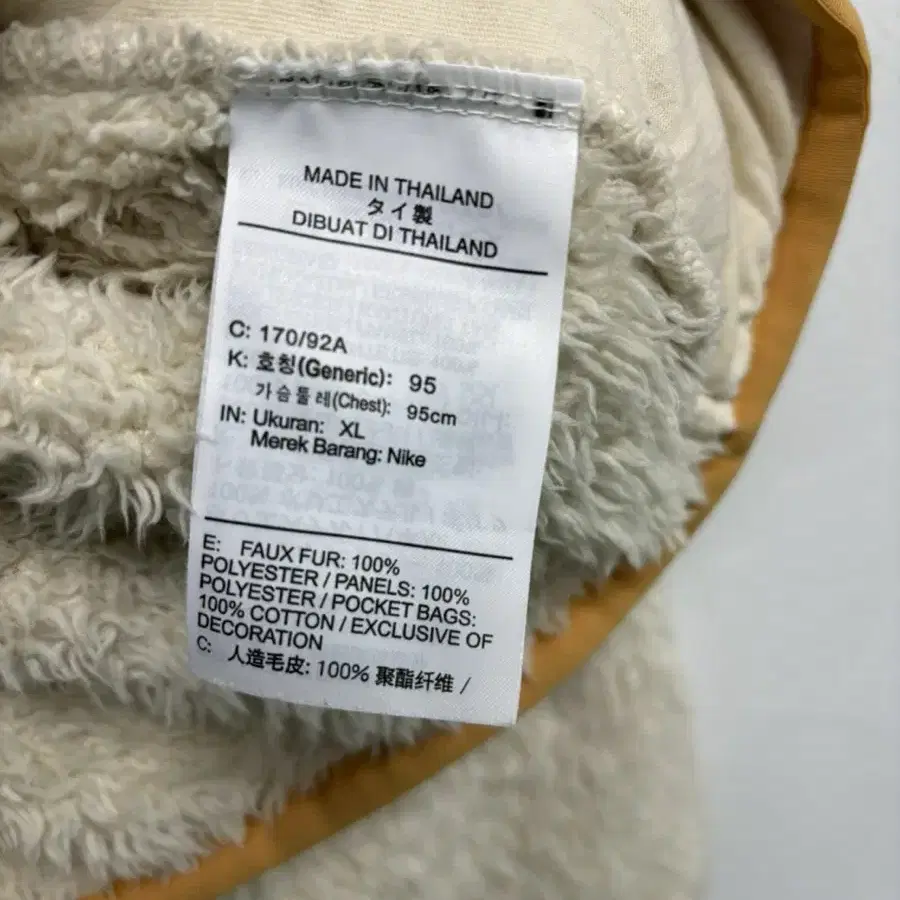 MADE IN THAILAND
タイ製
DIBUAT DI THAILAND
C: 170/92A
K: 호칭(Generic): 95
가슴둘레(Chest): 95cm
IN: Ukuran: XL
Merek Barang: Nike
E: FAUX FUR: 100%
POLYESTER / PANELS: 100%
POLYESTER / POCKET BAGS:
100% COTTON / EXCLUSIVE OF
DECORATION
C: 人造毛皮: 100% 聚酯纤维 /